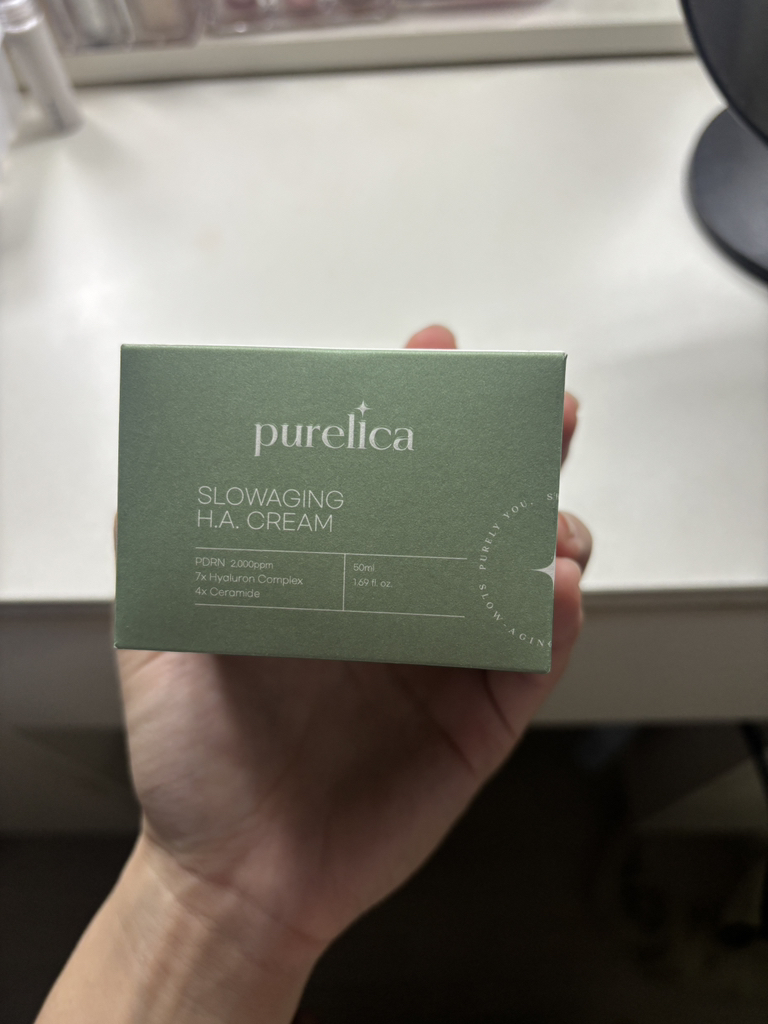 purelica
SLOWAGING
H.A. CREAM
PDRN 2,000ppm
7x Hyaluron Complex
4x Ceramide
50ml
1.69 fl. oz.
PURELY YOU.
SLOW-AGING